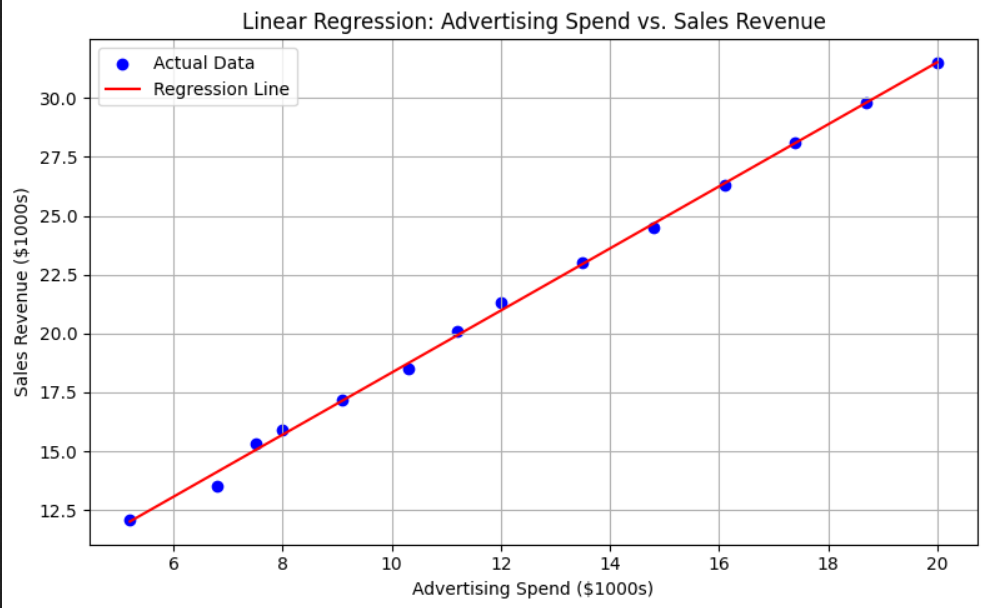 Linear Regression: Advertising Spend vs. Sales Revenue
Actual Data
Regression Line
30.0
27.5
25.0
22.5
20.0
17.5
15.0
12.5
Sales Revenue ($1000s)
6 8 10 12 14 16 18 20
Advertising Spend ($1000s)